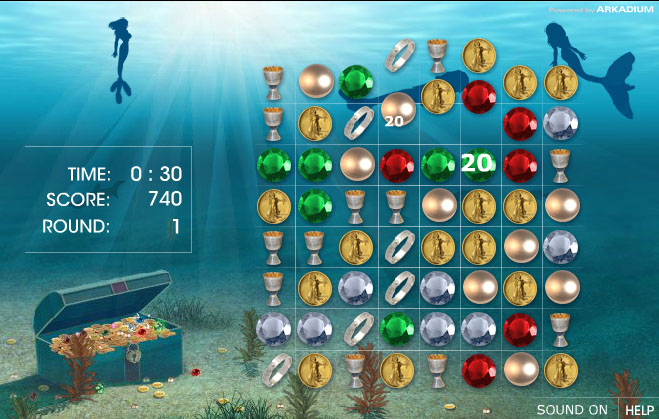 Powered by ARKADIUM
20
20
TIME: 0 : 30
SCORE: 740
ROUND: 1
SOUND ON HELP